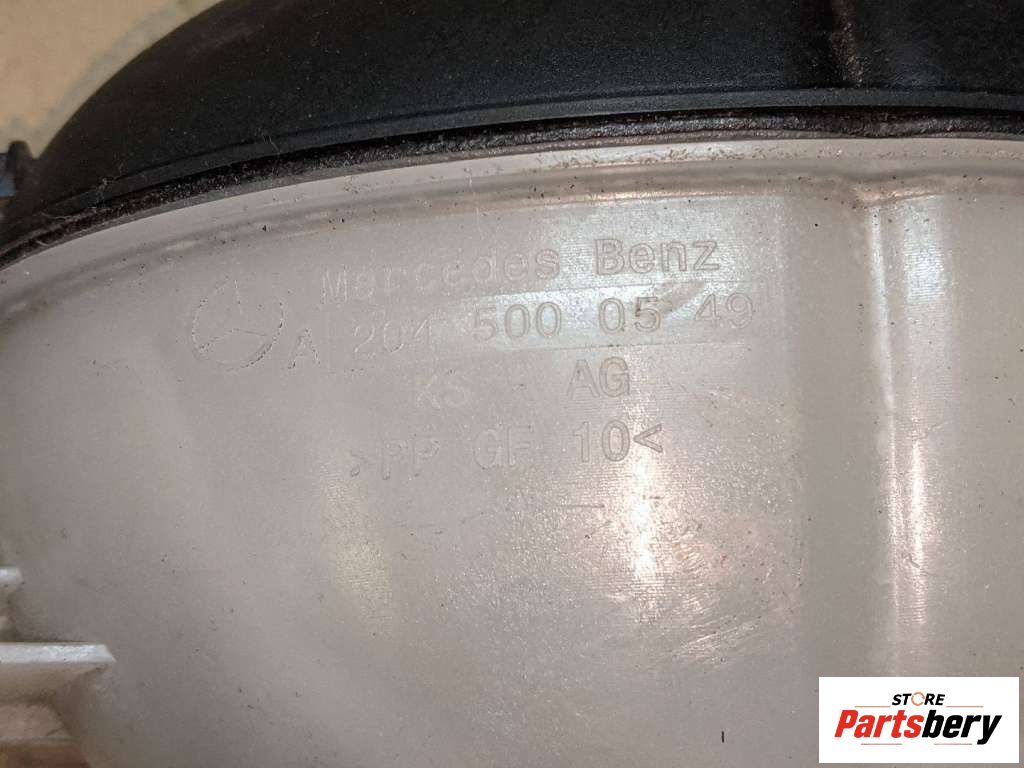 Mercedes Benz
A 204 500 05 49
KS AG
>PP GF 10<
STORE
Partsbery